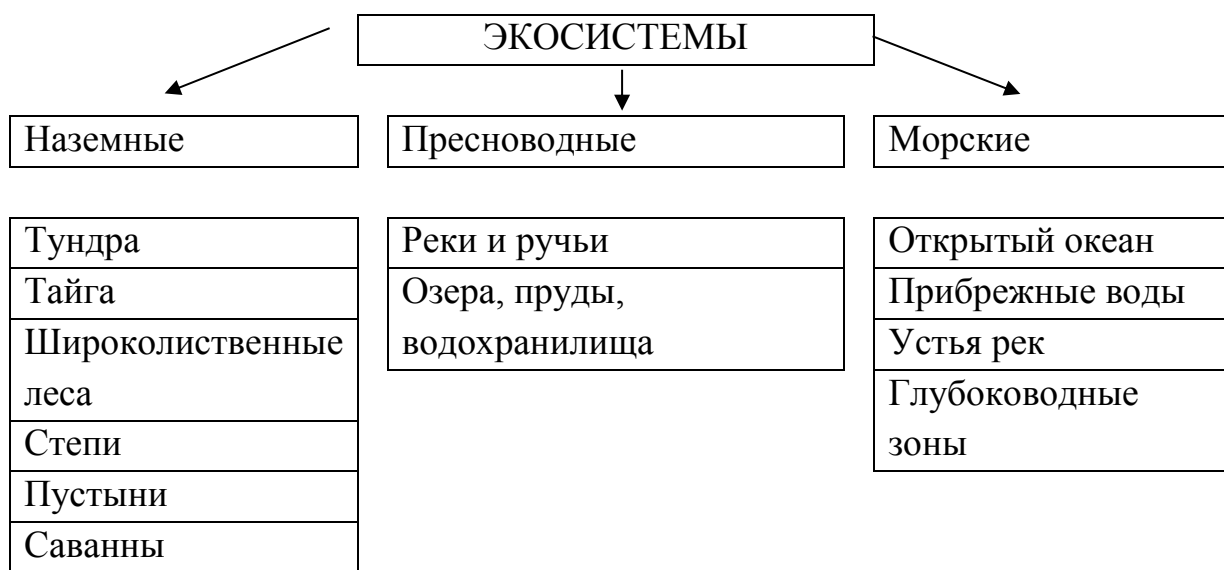 ЭКОСИСТЕМЫ
Наземные
Пресноводные
Морские
Тундра
Тайга
Широколиственные
леса
Степи
Пустыни
Саванны
Реки и ручьи
Озера, пруды,
водохранилища
Открытый океан
Прибрежные воды
Устья рек
Глубоководные
зоны